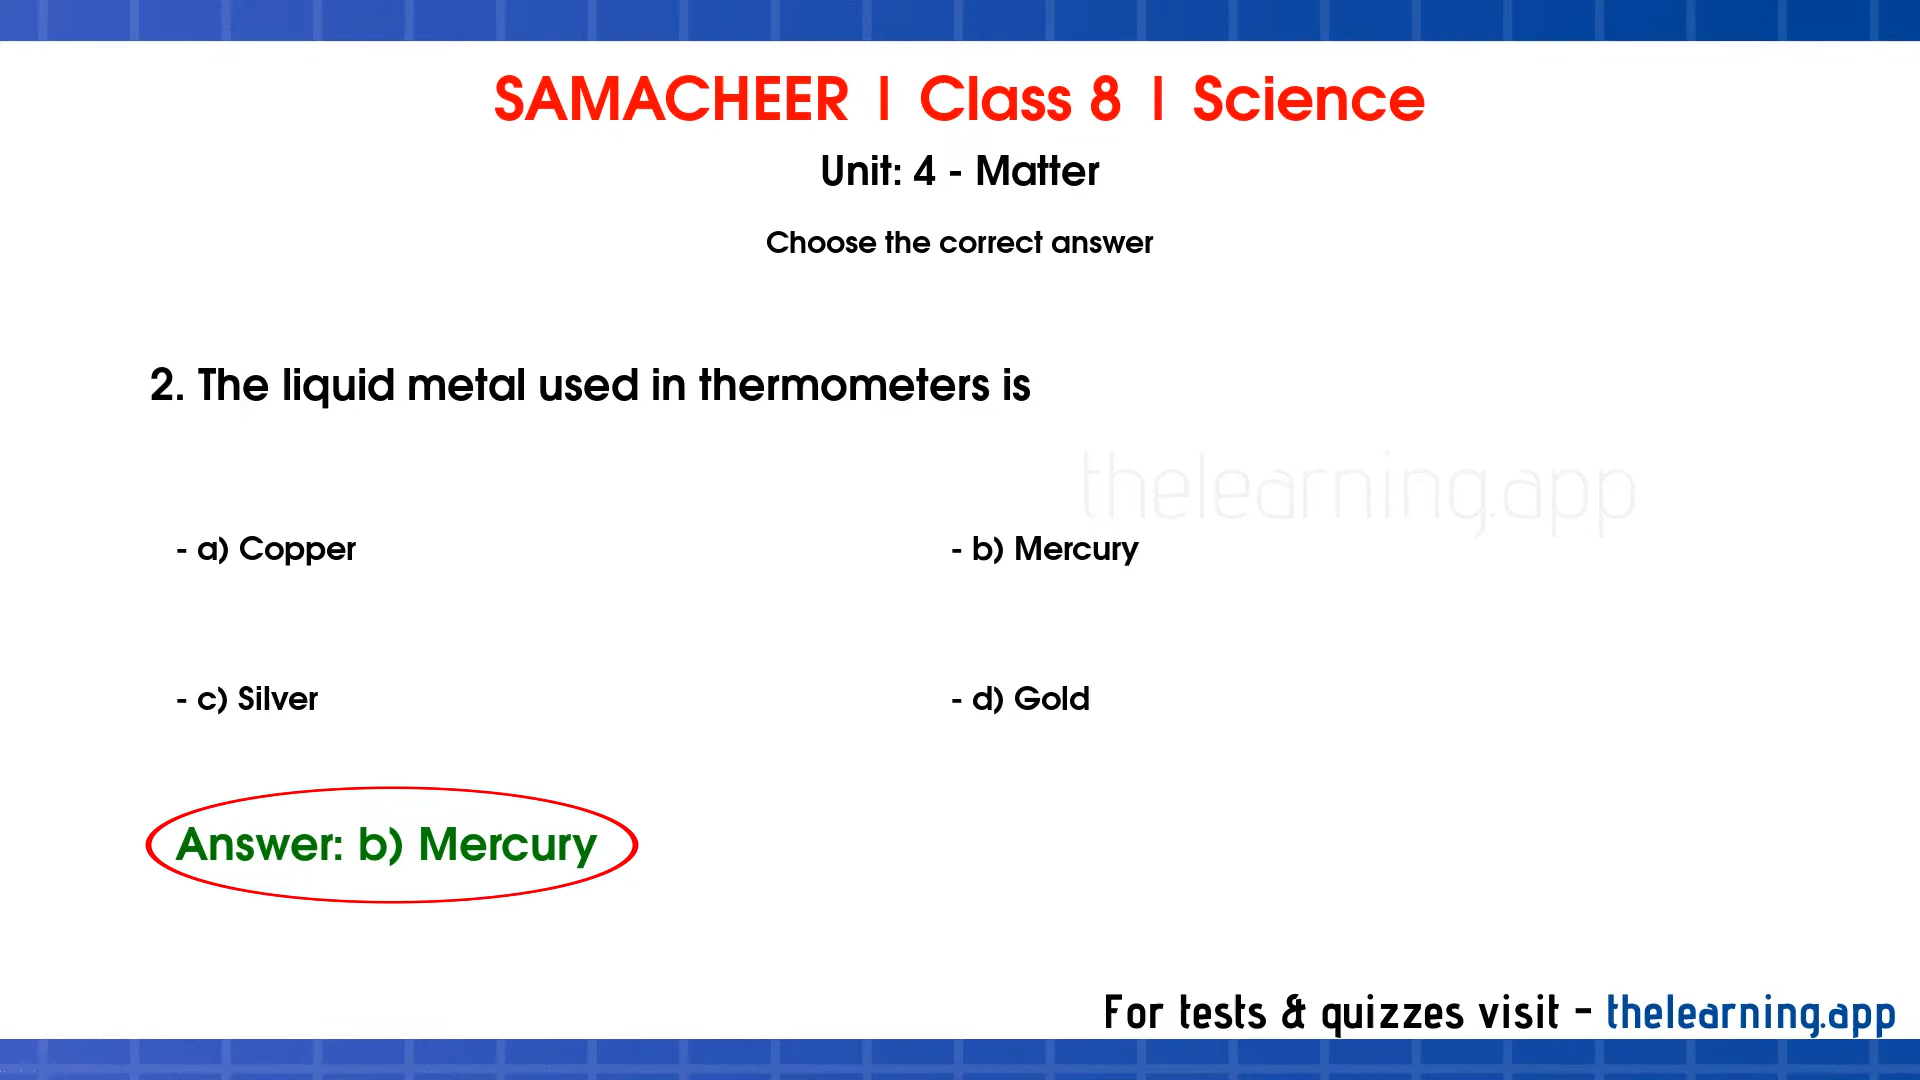 SAMACHEER | Class 8 | Science
Unit: 4 - Matter
Choose the correct answer
2. The liquid metal used in thermometers is
thelearning.app
- a) Copper
- b) Mercury
- c) Silver
- d) Gold
Answer: b) Mercury
For tests & quizzes visit - thelearning.app